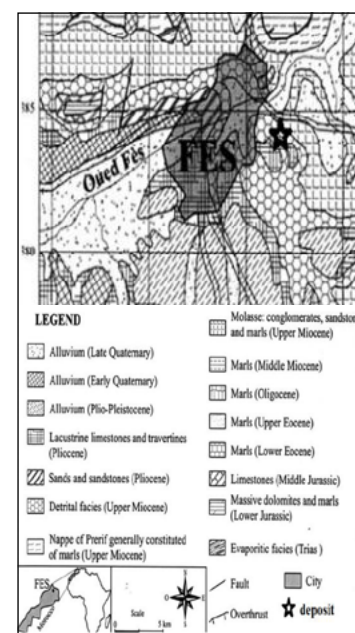 385
FES
Oued Fès
380
LEGEND
Alluvium (Late Quaternary)
Alluvium (Early Quaternary)
Alluvium (Plio-Pleistocene)
Lacustrine limestones and travertines
(Pliocene)
Sands and sandstones (Pliocene)
Detrital facies (Upper Miocene)
Nappe of Prerif generally constituted
of marls (Upper Miocene)
Molasse: conglomerates, sandston
and marls (Upper Miocene)
Marls (Middle Miocene)
Marls (Oligocene)
Marls (Upper Eocene)
Marls (Lower Eocene)
Limestones (Middle Jurassic)
Massive dolomites and marls
(Lower Jurassic)
Evaporitic facies (Trias)
FES
Scale
0 5 km
Fault
City
Overthrust
deposit